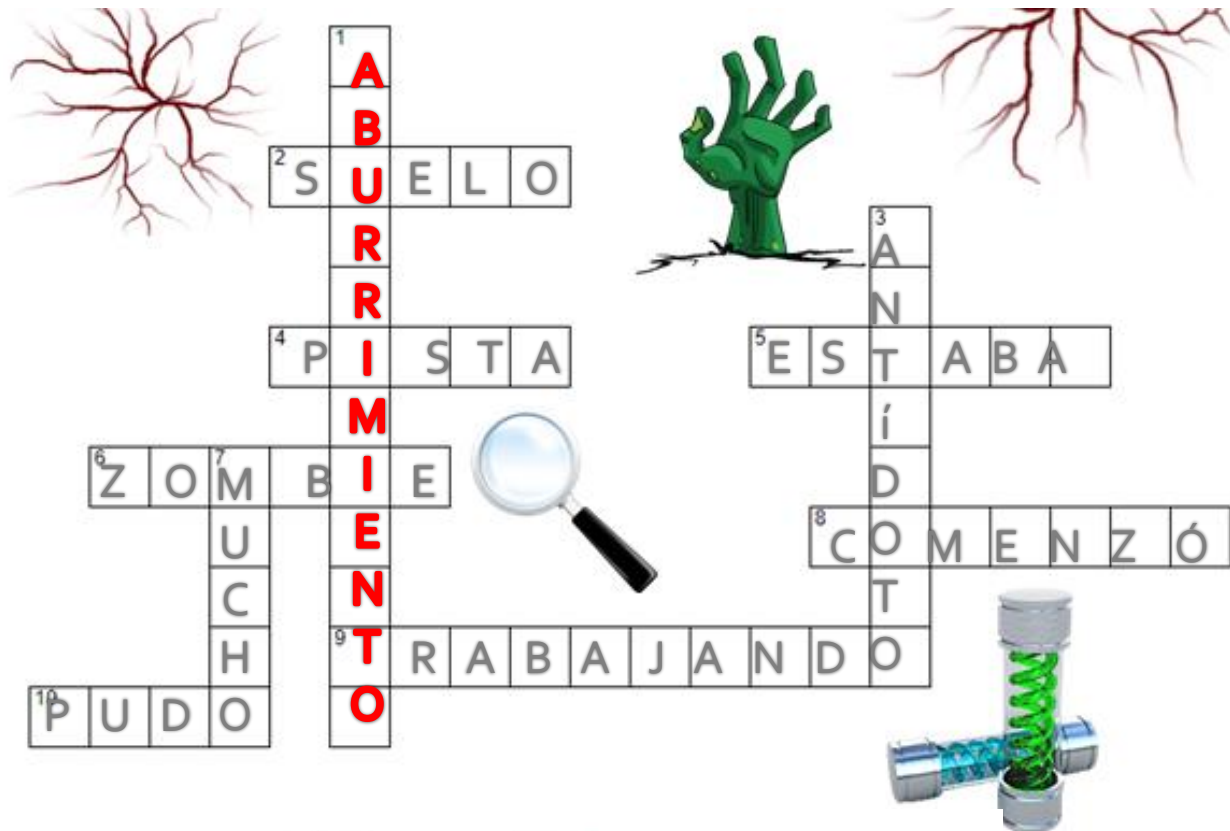 1 ABURRIMIENTO
2 SUELO
3 ANTíDOTO
4 PISTA
5 ESTABA
6 ZOMBIE
7 MUCHO
8 COMENZÓ
9 TRABAJANDO
10 PUDO